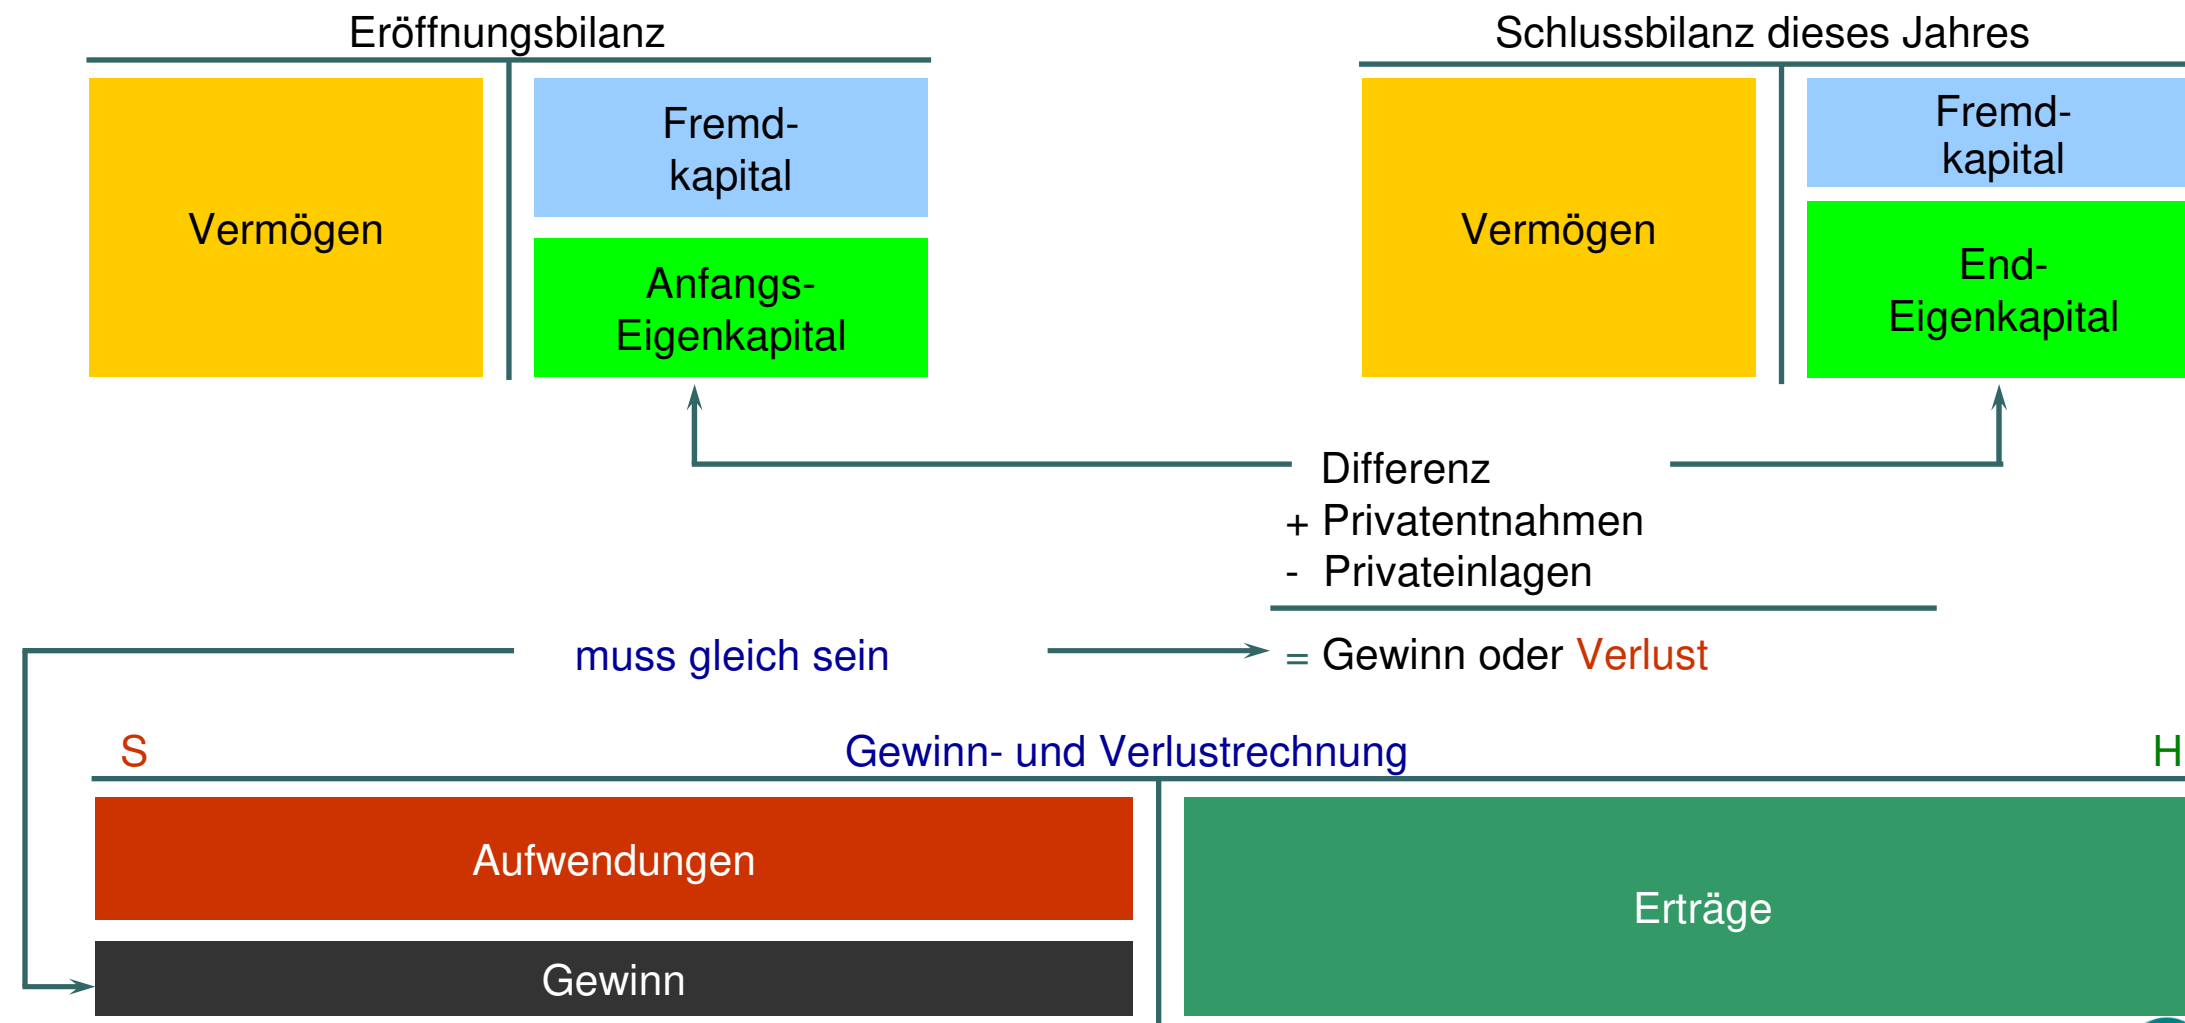 Eröffnungsbilanz
Vermögen
Fremd-
kapital
Anfangs-
Eigenkapital
Schlussbilanz dieses Jahres
Vermögen
Fremd-
kapital
End-
Eigenkapital
Differenz
+ Privatentnahmen
- Privateinlagen
muss gleich sein
= Gewinn oder Verlust
S
Gewinn- und Verlustrechnung
H
Aufwendungen
Gewinn
Erträge